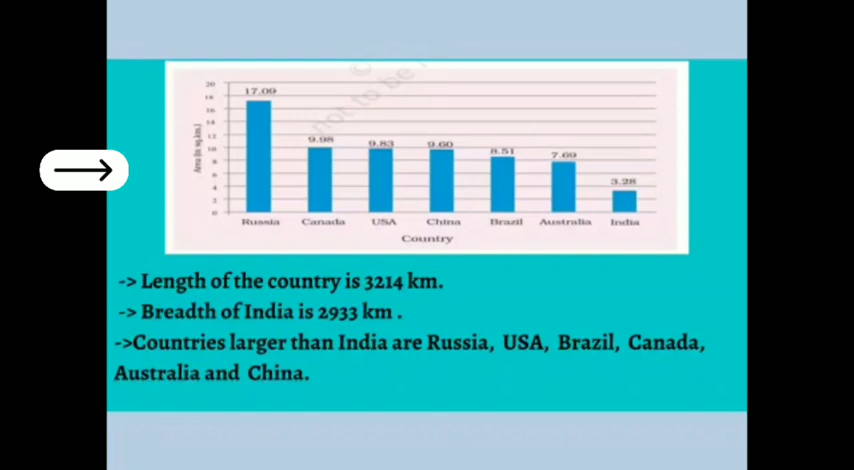 not to be
20
18
16
14
12
10
8
6
4
2
0
Area (in sq.km.)
17.09
9.98
9.83
9.60
8.51
7.69
3.28
Russia Canada USA China Brazil Australia India
Country
-> Length of the country is 3214 km.
-> Breadth of India is 2933 km .
->Countries larger than India are Russia, USA, Brazil, Canada,
Australia and China.